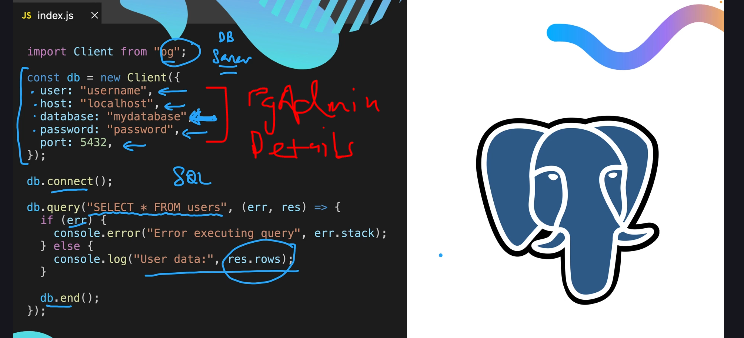 JS index.js ×
import Client from "pg";
DB
Server
const db = new Client({
user: "username",
host: "localhost",
database: "mydatabase"
password: "password",
port: 5432,
});
PgAdmin
Details
db.connect();
SQL
db.query("SELECT * FROM users", (err, res) => {
if (err) {
console.error("Error executing query", err.stack);
} else {
console.log("User data:", res.rows);
}
db.end();
});